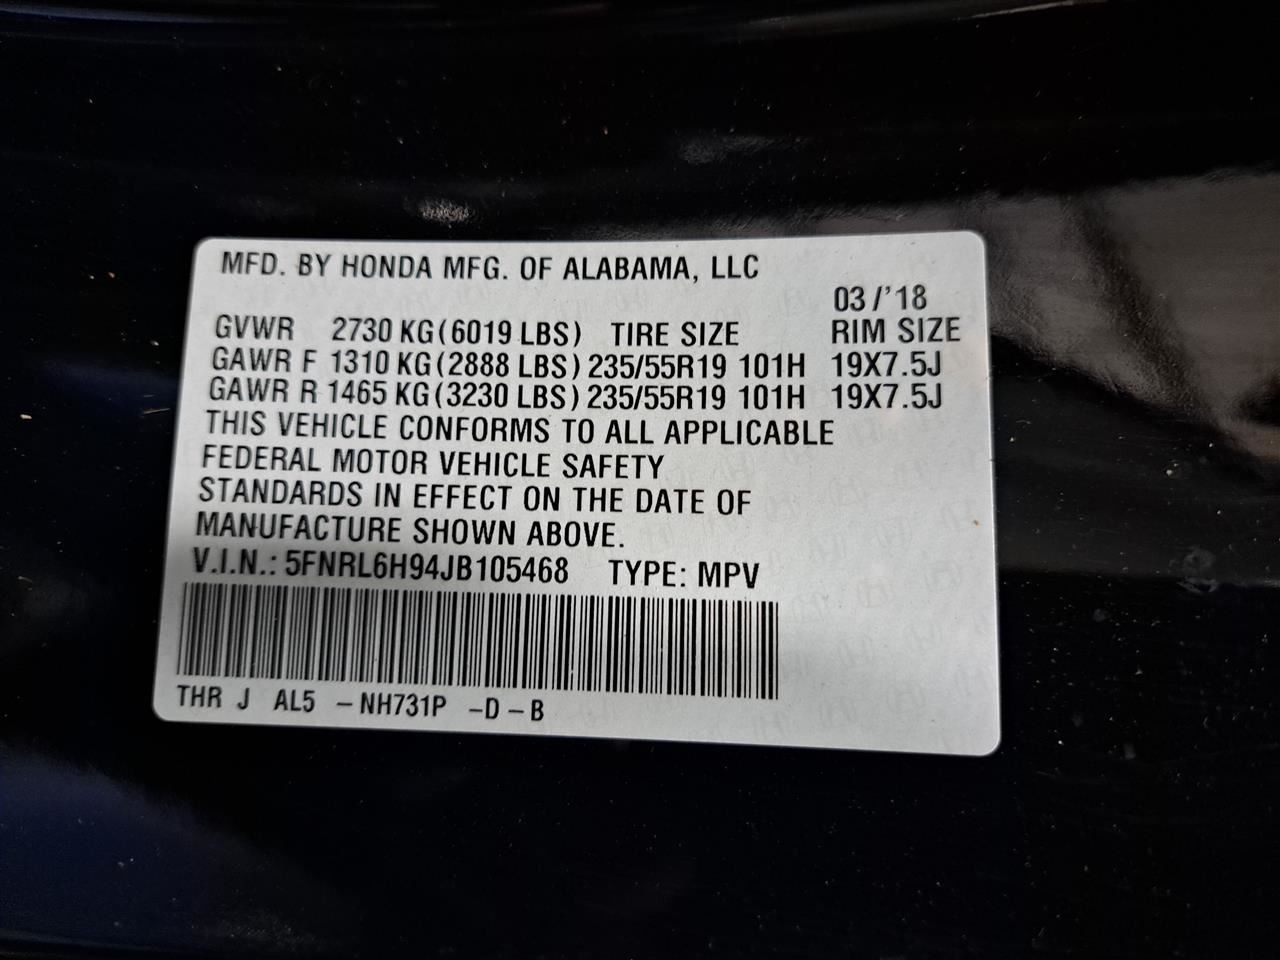 MFD. BY HONDA MFG. OF ALABAMA, LLC
03/'18
GVWR 2730 KG(6019 LBS) TIRE SIZE RIM SIZE
GAWR F 1310 KG(2888 LBS) 235/55R19 101H 19X7.5J
GAWR R 1465 KG(3230 LBS) 235/55R19 101H 19X7.5J
THIS VEHICLE CONFORMS TO ALL APPLICABLE
FEDERAL MOTOR VEHICLE SAFETY
STANDARDS IN EFFECT ON THE DATE OF
MANUFACTURE SHOWN ABOVE.
V.I.N.: 5FNRL6H94JB105468 TYPE: MPV
THR J AL5 -NH731P -D-B